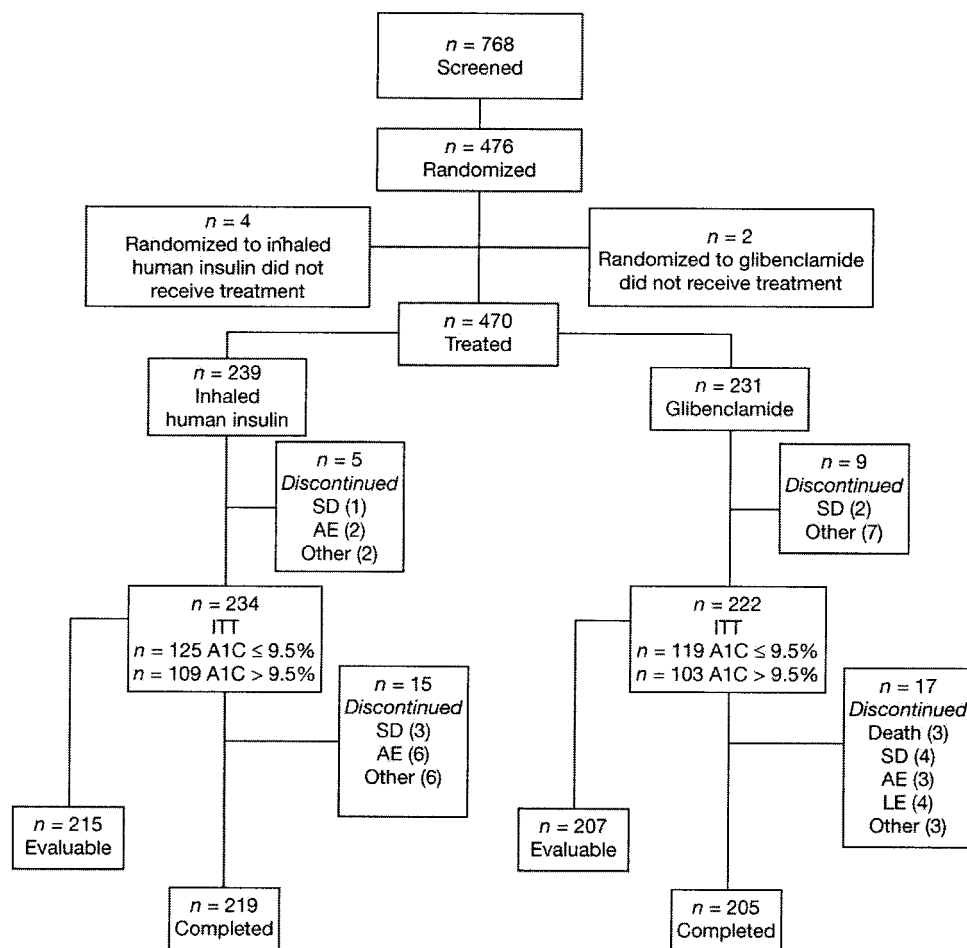 n = 768
Screened
n = 476
Randomized
n = 4
Randomized to inhaled
human insulin did not
receive treatment
n = 2
Randomized to glibenclamide
did not receive treatment
n = 470
Treated
n = 239
Inhaled
human insulin
n = 231
Glibenclamide
n = 5
Discontinued
SD (1)
AE (2)
Other (2)
n = 9
Discontinued
SD (2)
Other (7)
n = 234
ITT
n = 125 A1C ≤ 9.5%
n = 109 A1C > 9.5%
n = 222
ITT
n = 119 A1C ≤ 9.5%
n = 103 A1C > 9.5%
n = 15
Discontinued
SD (3)
AE (6)
Other (6)
n = 17
Discontinued
Death (3)
SD (4)
AE (3)
LE (4)
Other (3)
n = 215
Evaluable
n = 207
Evaluable
n = 219
Completed
n = 205
Completed